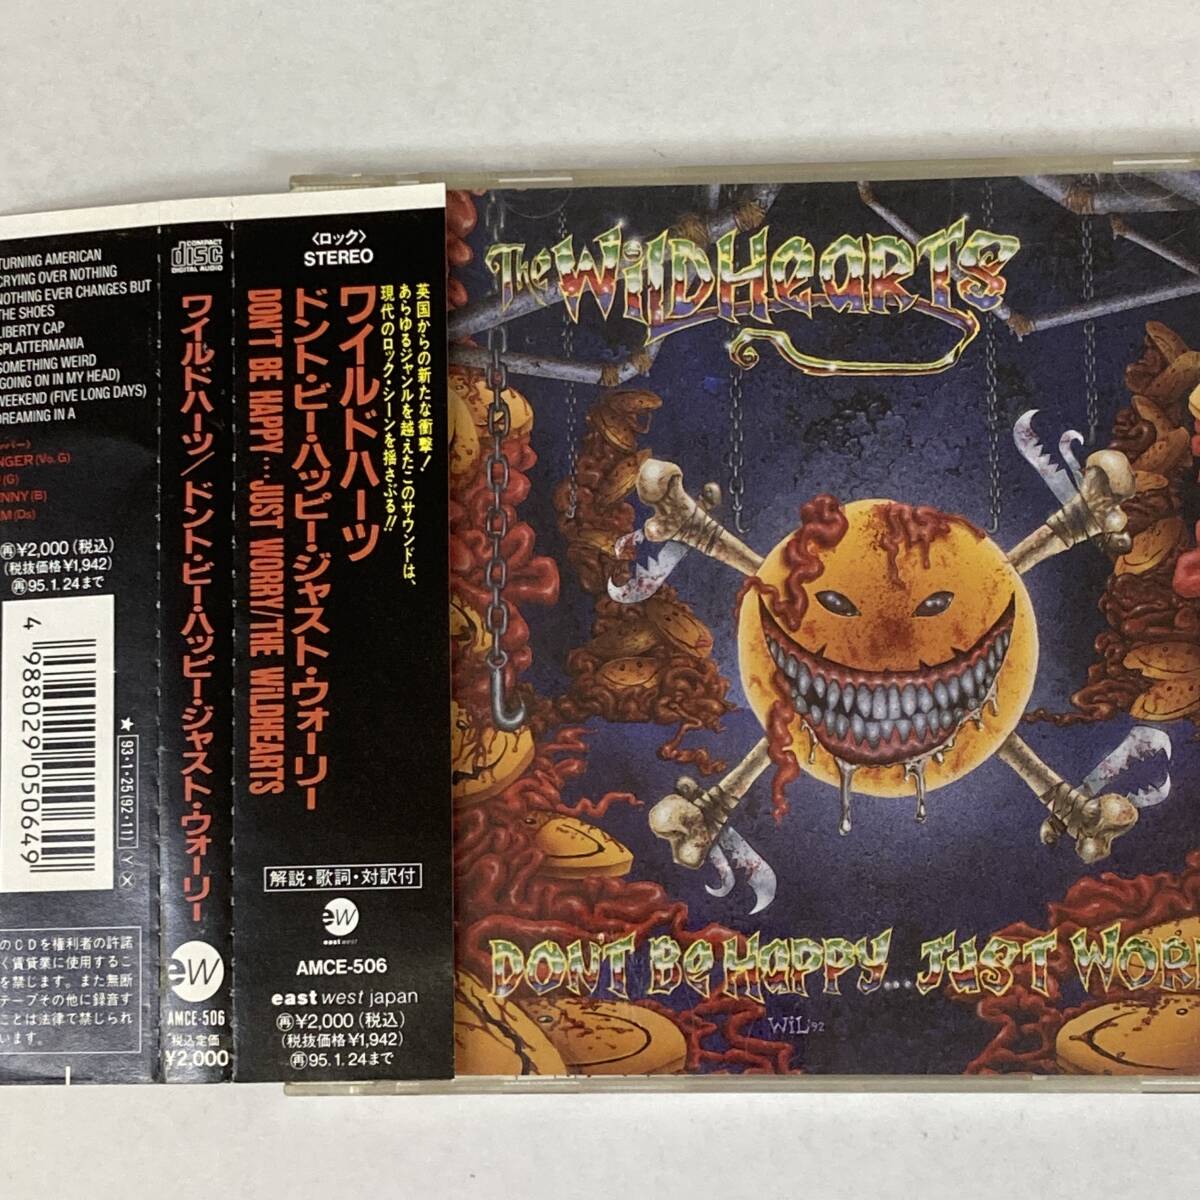 TURNING AMERICAN
CRYING OVER NOTHING
NOTHING EVER CHANGES BUT
THE SHOES
LIBERTY CAP
SPLATTERMANIA
SOMETHING WEIRD
(GOING ON IN MY HEAD)
WEEKEND (FIVE LONG DAYS)
DREAMING IN A
NGER (Vo. G)
(G)
NNY (B)
M (Ds)
再¥2,000(税込)
(税抜価格¥1,942)
再95.1.24まで
4 988029 050649
★ 93・1・25(92・11) Y X
のCDを権利者の許諾
く賃貸業に使用するこ
を禁じます。また無断
テープその他に録音す
ことは法律で禁じられ
います。
COMPACT
disc
DIGITAL AUDIO
ワイルドハーツ/ドント・ビー・ハッピー・ジャスト・ウォーリー
eW
AMCE-506
税込定価
¥2,000
〈ロック〉
STEREO
英国からの新たな衝撃!
あらゆるジャンルを越えたこのサウンドは、
現代のロック・シーンを揺さぶる!!
ワイルドハーツ
ドント・ビー・ハッピー・ジャスト・ウォーリー
DON'T BE HAPPY...JUST WORRY/THE WiLDHEARTS
解説・歌詞・対訳付
eW
eastwest
AMCE-506
east west japan
再¥2,000(税込)
(税抜価格¥1,942)
再95.1.24まで
The WiLDHearTS
DON'T Be Happy... JuST WOR
WiL '92